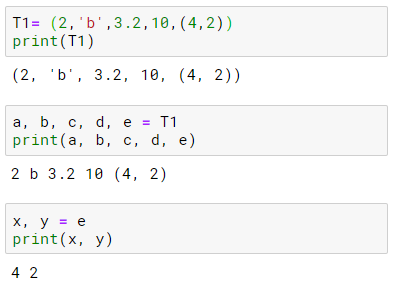 T1= (2,'b',3.2,10,(4,2))
print(T1)
(2, 'b', 3.2, 10, (4, 2))
a, b, c, d, e = T1
print(a, b, c, d, e)
2 b 3.2 10 (4, 2)
x, y = e
print(x, y)
4 2